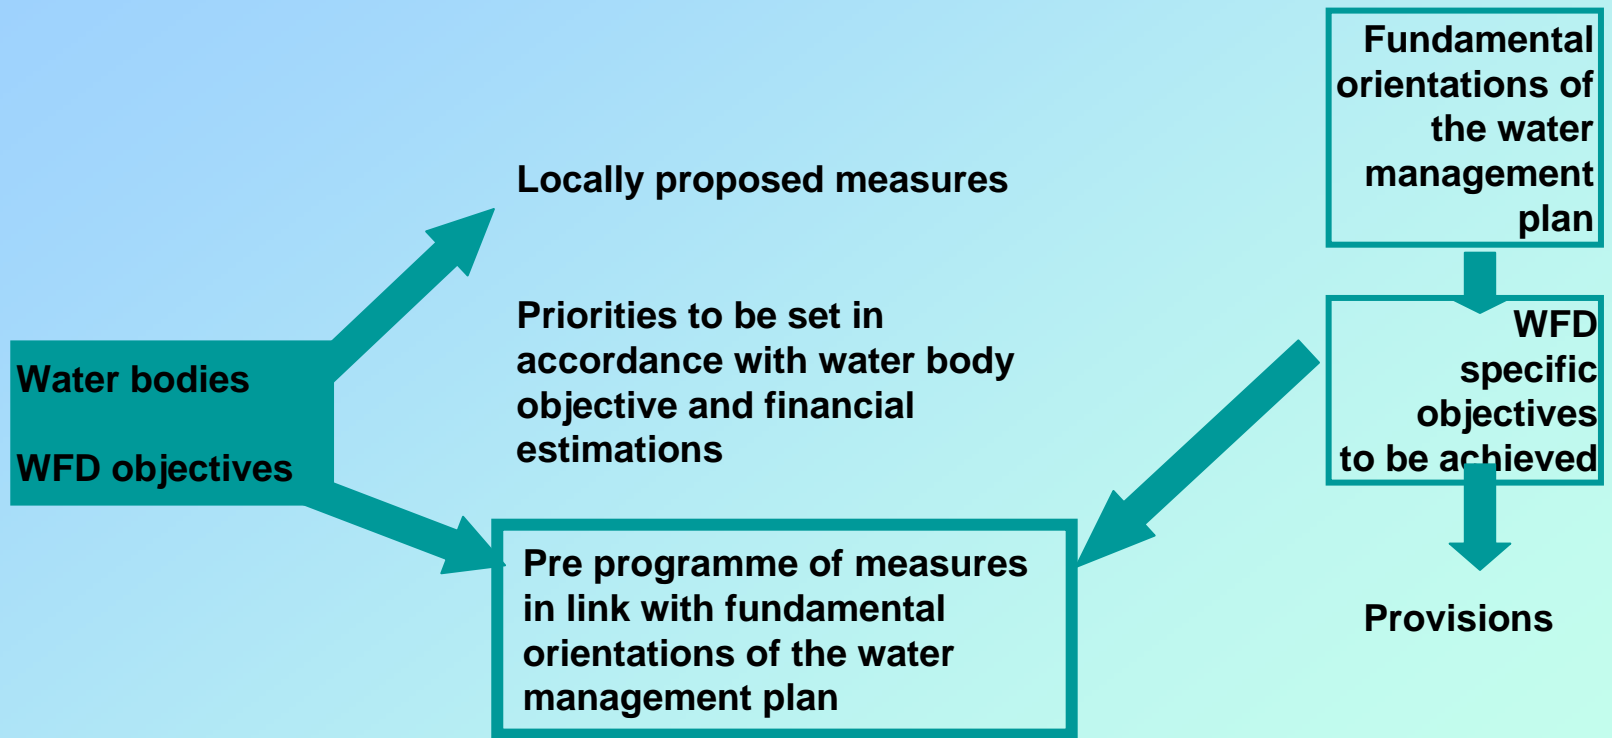 Fundamental
orientations of
the water
management
plan
Locally proposed measures
Priorities to be set in
accordance with water body
objective and financial
estimations
Water bodies
WFD objectives
WFD
specific
objectives
to be achieved
Pre programme of measures
in link with fundamental
orientations of the water
management plan
Provisions